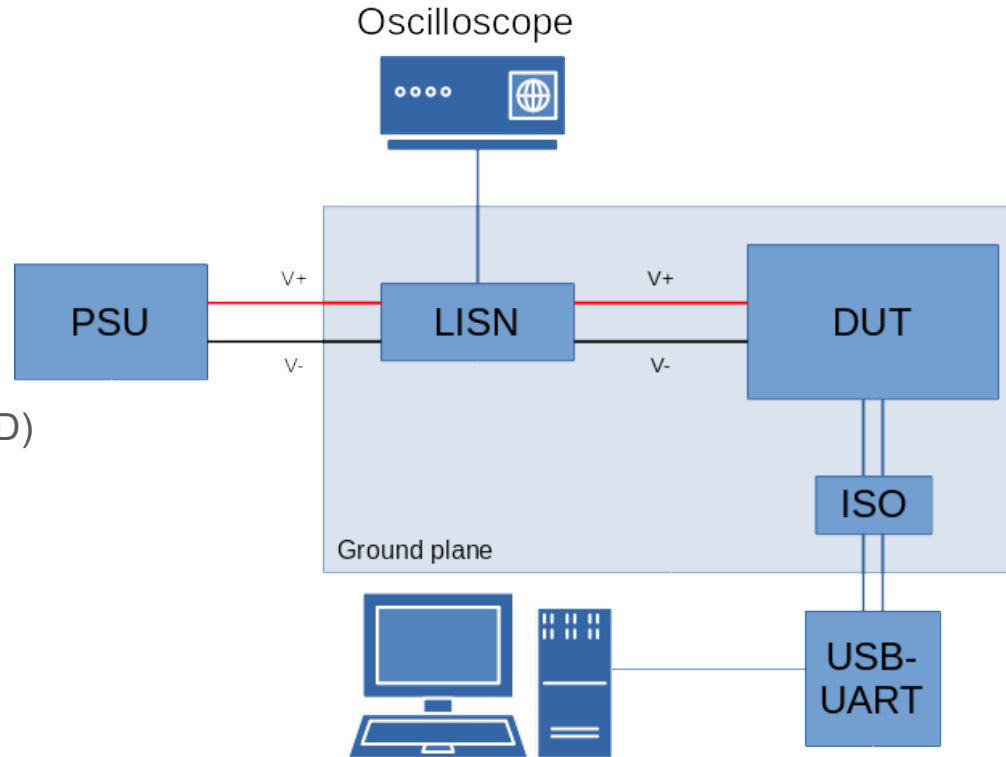 Oscilloscope
V+
V+
PSU
LISN
DUT
V-
V-
D)
ISO
Ground plane
USB-
UART